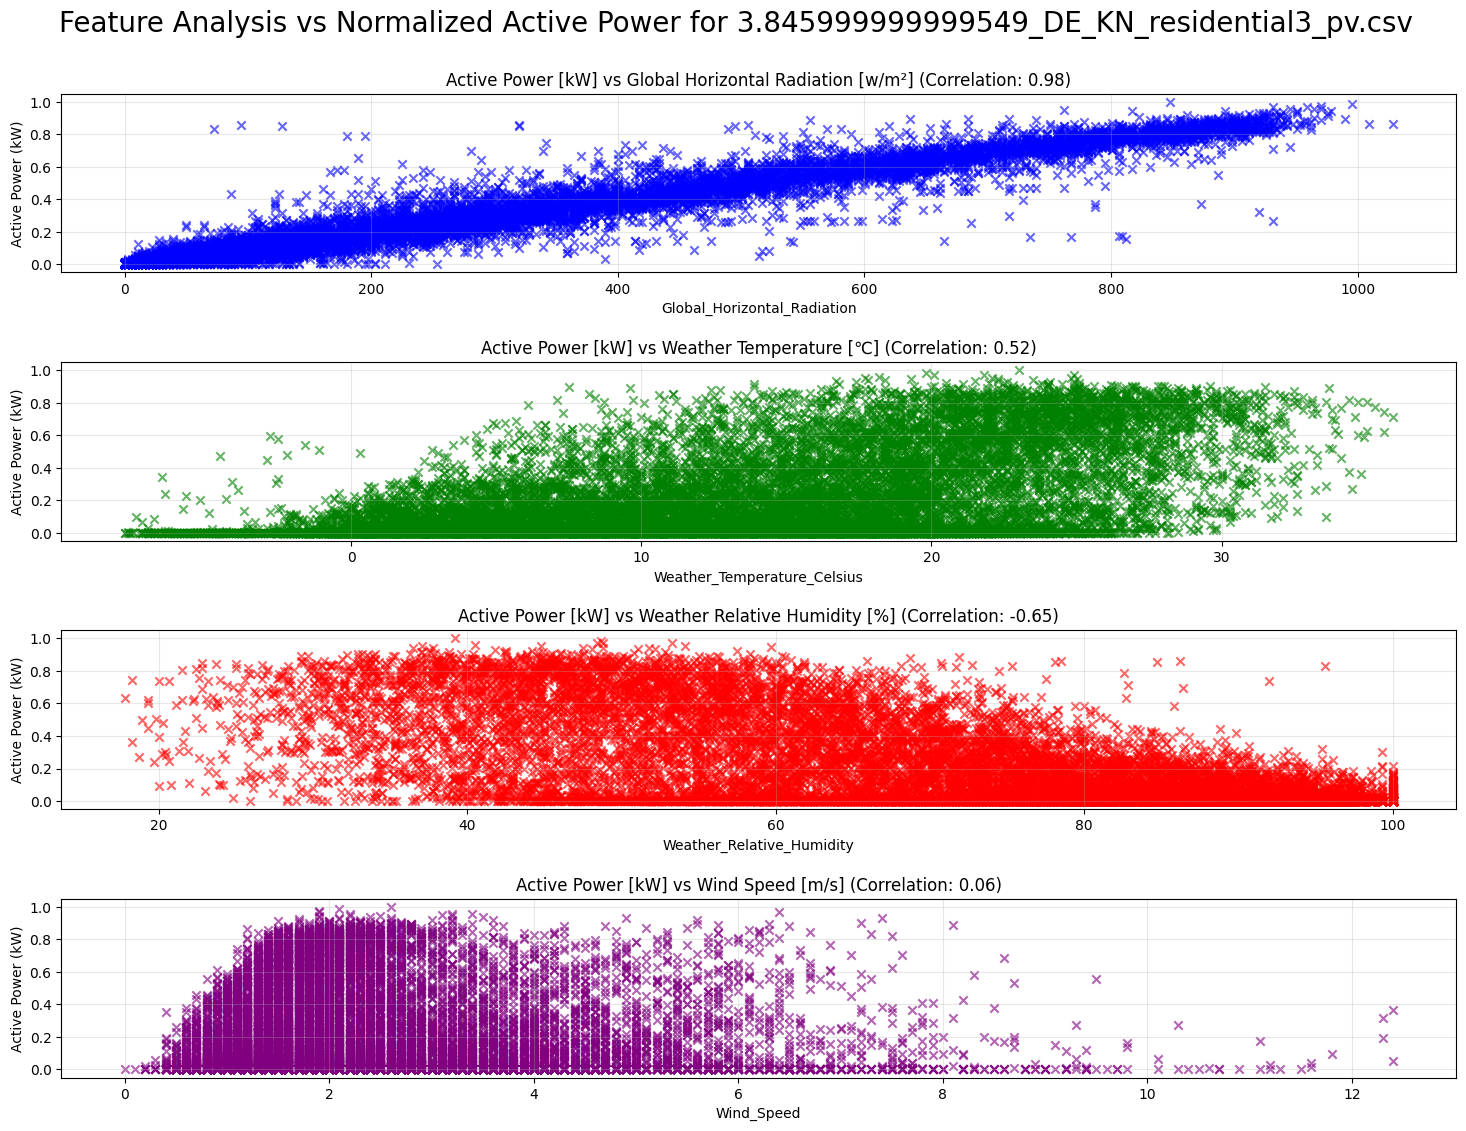 Feature Analysis vs Normalized Active Power for 3.845999999999549_DE_KN_residential3_pv.csv
Active Power [kW] vs Global Horizontal Radiation [w/m²] (Correlation: 0.98)
Active Power (kW)
1.0
0.8
0.6
0.4
0.2
0.0
0 200 400 600 800 1000
Global_Horizontal_Radiation
Active Power [kW] vs Weather Temperature [℃] (Correlation: 0.52)
Active Power (kW)
1.0
0.8
0.6
0.4
0.2
0.0
0 10 20 30
Weather_Temperature_Celsius
Active Power [kW] vs Weather Relative Humidity [%] (Correlation: -0.65)
Active Power (kW)
1.0
0.8
0.6
0.4
0.2
0.0
20 40 60 80 100
Weather_Relative_Humidity
Active Power [kW] vs Wind Speed [m/s] (Correlation: 0.06)
Active Power (kW)
1.0
0.8
0.6
0.4
0.2
0.0
0 2 4 6 8 10 12
Wind_Speed